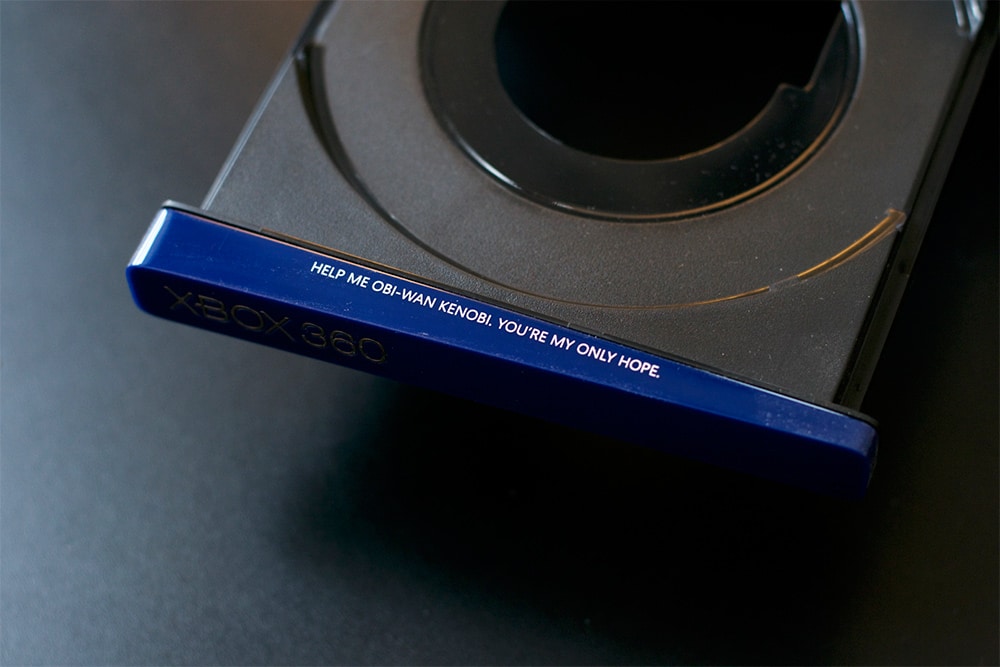 HELP ME OBI-WAN KENOBI. YOU'RE MY ONLY HOPE.
XBOX 360